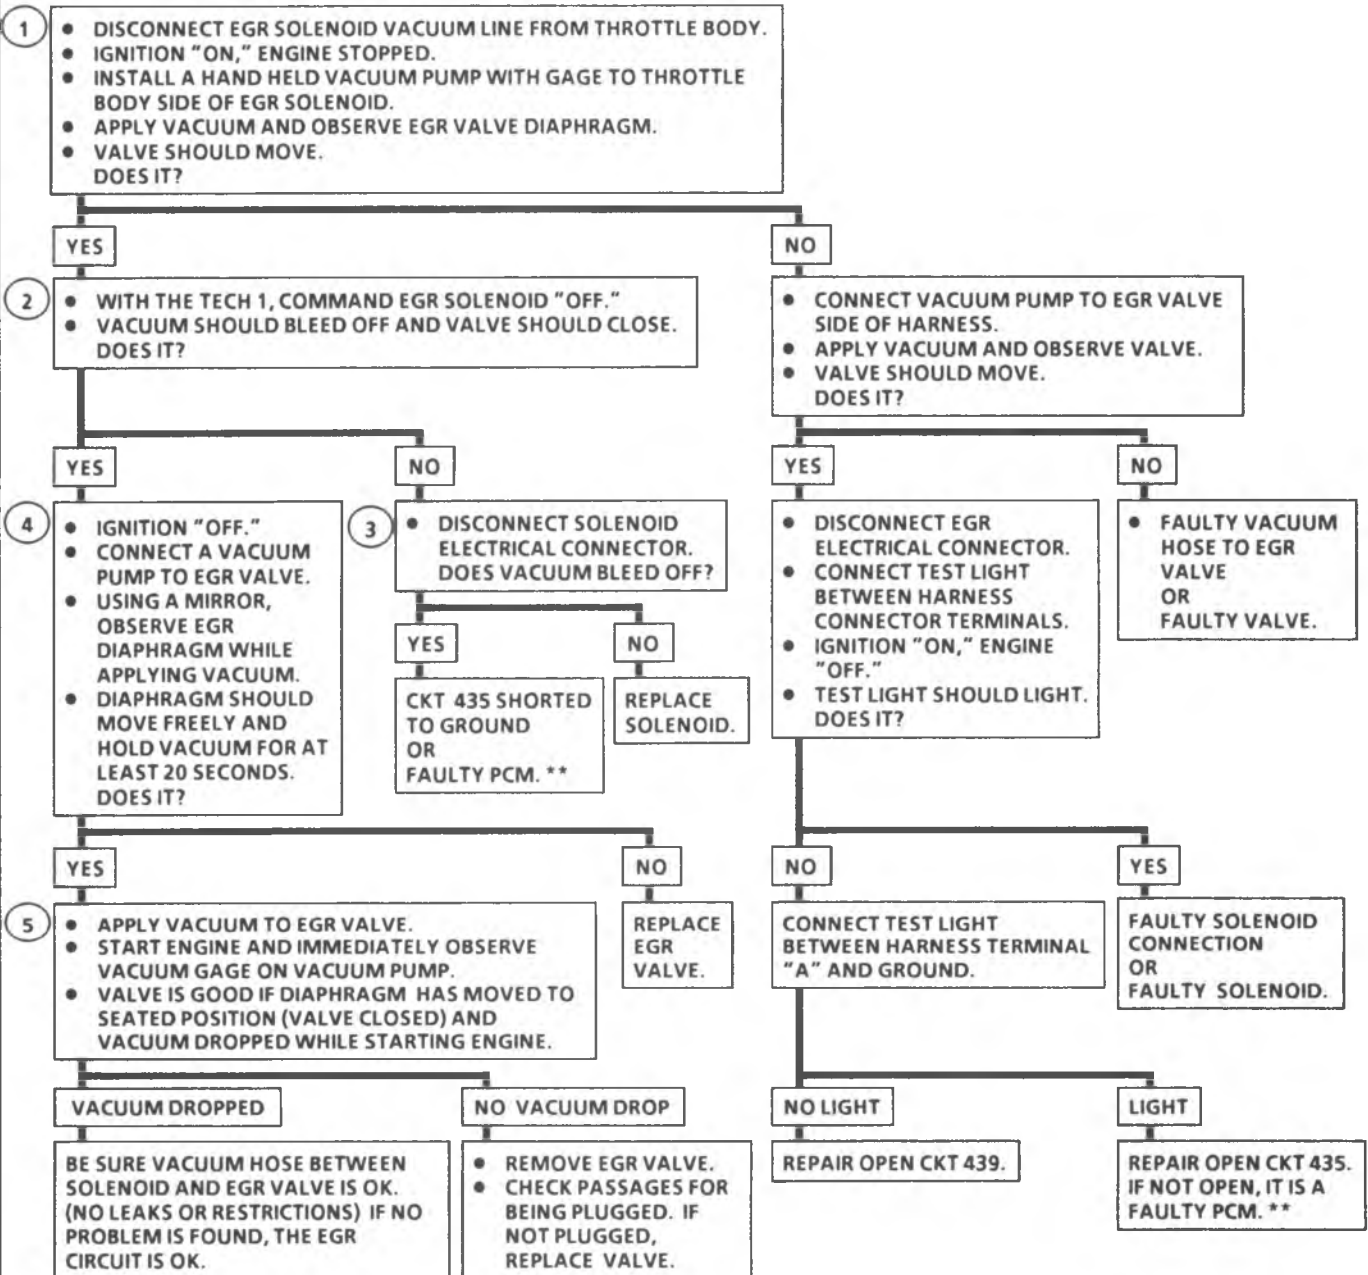 1
• DISCONNECT EGR SOLENOID VACUUM LINE FROM THROTTLE BODY.
• IGNITION "ON," ENGINE STOPPED.
• INSTALL A HAND HELD VACUUM PUMP WITH GAGE TO THROTTLE
BODY SIDE OF EGR SOLENOID.
• APPLY VACUUM AND OBSERVE EGR VALVE DIAPHRAGM.
• VALVE SHOULD MOVE.
DOES IT?
YES
NO
2
• WITH THE TECH 1, COMMAND EGR SOLENOID "OFF."
• VACUUM SHOULD BLEED OFF AND VALVE SHOULD CLOSE.
DOES IT?
• CONNECT VACUUM PUMP TO EGR VALVE
SIDE OF HARNESS.
• APPLY VACUUM AND OBSERVE VALVE.
• VALVE SHOULD MOVE.
DOES IT?
YES
NO
YES
NO
4
• IGNITION "OFF."
• CONNECT A VACUUM
PUMP TO EGR VALVE.
• USING A MIRROR,
OBSERVE EGR
DIAPHRAGM WHILE
APPLYING VACUUM.
• DIAPHRAGM SHOULD
MOVE FREELY AND
HOLD VACUUM FOR AT
LEAST 20 SECONDS.
DOES IT?
3
• DISCONNECT SOLENOID
ELECTRICAL CONNECTOR.
DOES VACUUM BLEED OFF?
YES
NO
CKT 435 SHORTED
TO GROUND
OR
FAULTY PCM. **
REPLACE
SOLENOID.
• DISCONNECT EGR
ELECTRICAL CONNECTOR.
• CONNECT TEST LIGHT
BETWEEN HARNESS
CONNECTOR TERMINALS.
• IGNITION "ON," ENGINE
"OFF."
• TEST LIGHT SHOULD LIGHT.
DOES IT?
• FAULTY VACUUM
HOSE TO EGR
VALVE
OR
FAULTY VALVE.
YES
NO
NO
YES
5
• APPLY VACUUM TO EGR VALVE.
• START ENGINE AND IMMEDIATELY OBSERVE
VACUUM GAGE ON VACUUM PUMP.
• VALVE IS GOOD IF DIAPHRAGM HAS MOVED TO
SEATED POSITION (VALVE CLOSED) AND
VACUUM DROPPED WHILE STARTING ENGINE.
REPLACE
EGR
VALVE.
CONNECT TEST LIGHT
BETWEEN HARNESS TERMINAL
"A" AND GROUND.
FAULTY SOLENOID
CONNECTION
OR
FAULTY SOLENOID.
VACUUM DROPPED
NO VACUUM DROP
NO LIGHT
LIGHT
BE SURE VACUUM HOSE BETWEEN
SOLENOID AND EGR VALVE IS OK.
(NO LEAKS OR RESTRICTIONS) IF NO
PROBLEM IS FOUND, THE EGR
CIRCUIT IS OK.
• REMOVE EGR VALVE.
• CHECK PASSAGES FOR
BEING PLUGGED. IF
NOT PLUGGED,
REPLACE VALVE.
REPAIR OPEN CKT 439.
REPAIR OPEN CKT 435.
IF NOT OPEN, IT IS A
FAULTY PCM. **